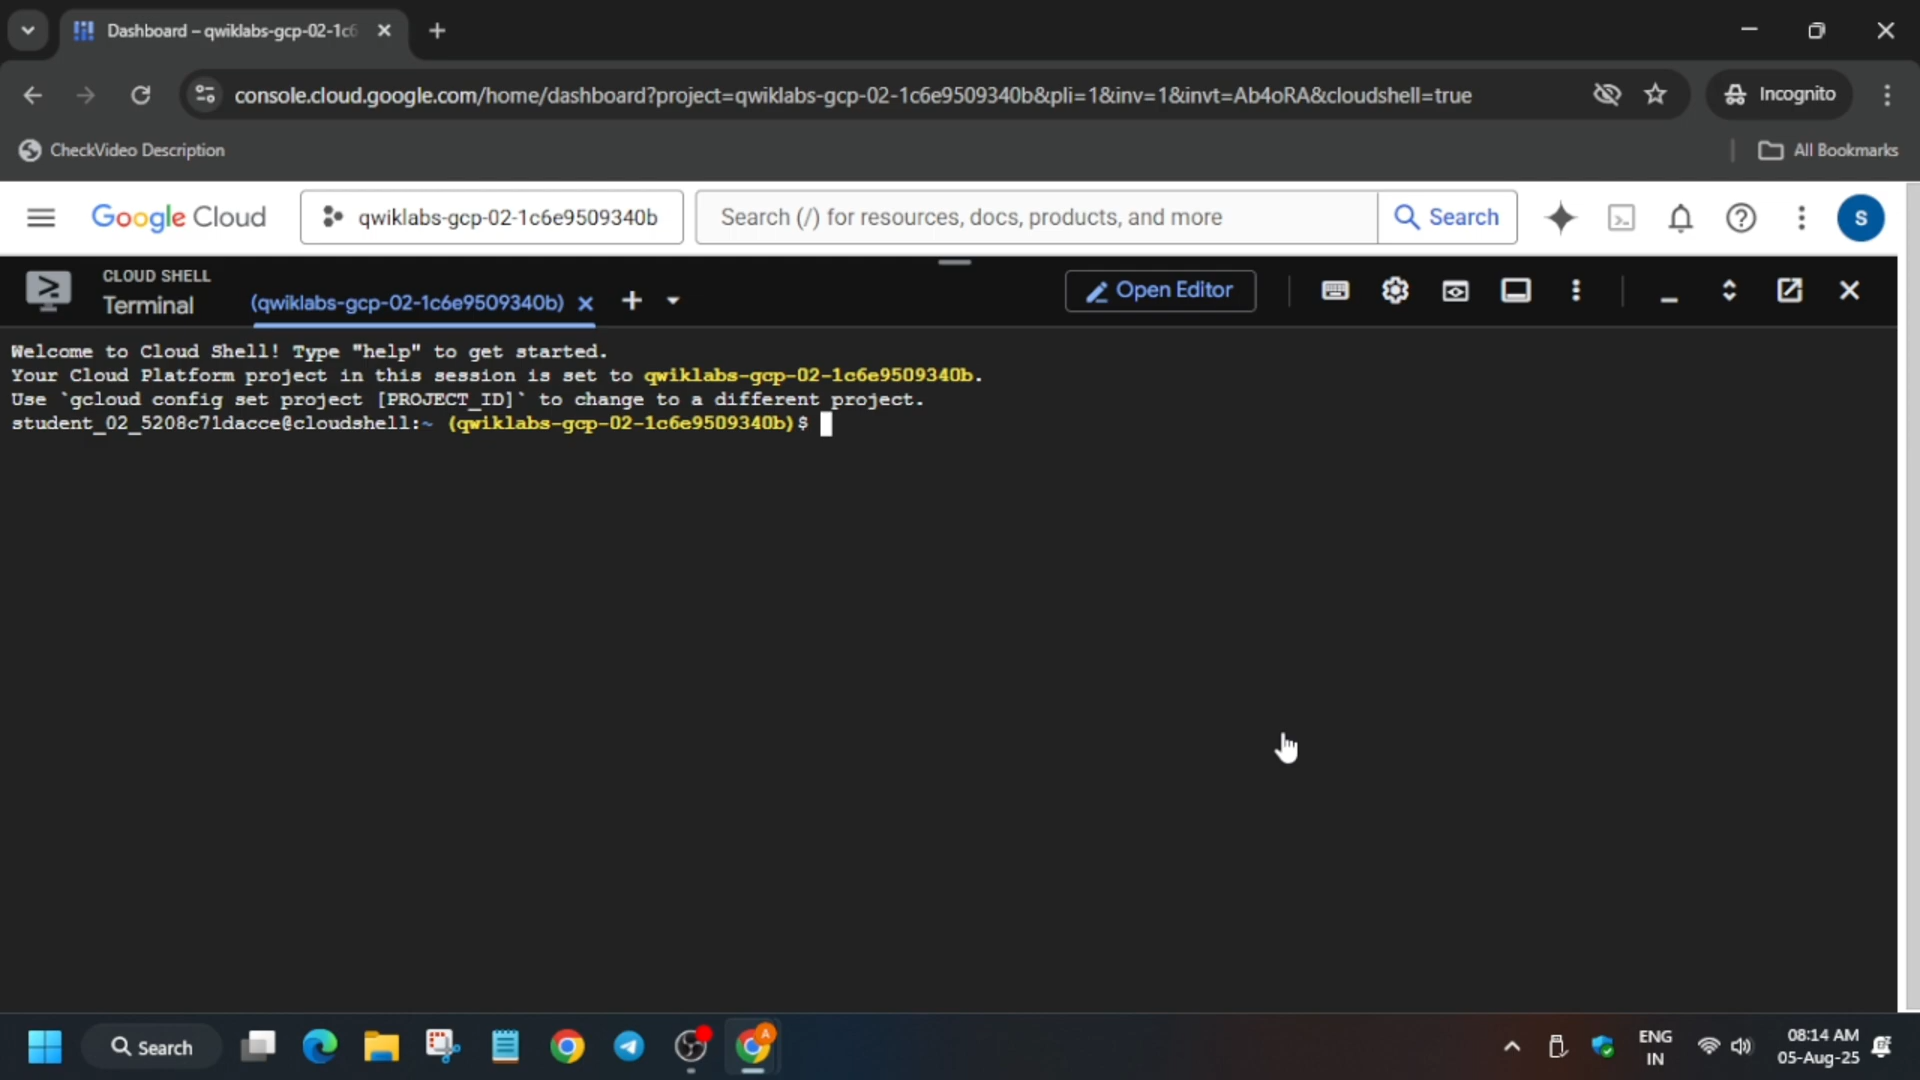 Dashboard – qwiklabs-gcp-02-1c6
console.cloud.google.com/home/dashboard?project=qwiklabs-gcp-02-1c6e9509340b&pli=1&inv=1&invt=Ab4oRA&cloudshell=true
Incognito
CheckVideo Description
All Bookmarks
Google Cloud
qwiklabs-gcp-02-1c6e9509340b
Search (/) for resources, docs, products, and more
Search
S
CLOUD SHELL
Terminal
(qwiklabs-gcp-02-1c6e9509340b)
Open Editor
Welcome to Cloud Shell! Type "help" to get started.
Your Cloud Platform project in this session is set to qwiklabs-gcp-02-1c6e9509340b.
Use `gcloud config set project [PROJECT_ID]` to change to a different project.
student_02_5208c71dacce@cloudshell:~ (qwiklabs-gcp-02-1c6e9509340b)$
Search
A
ENG
IN
08:14 AM
05-Aug-25